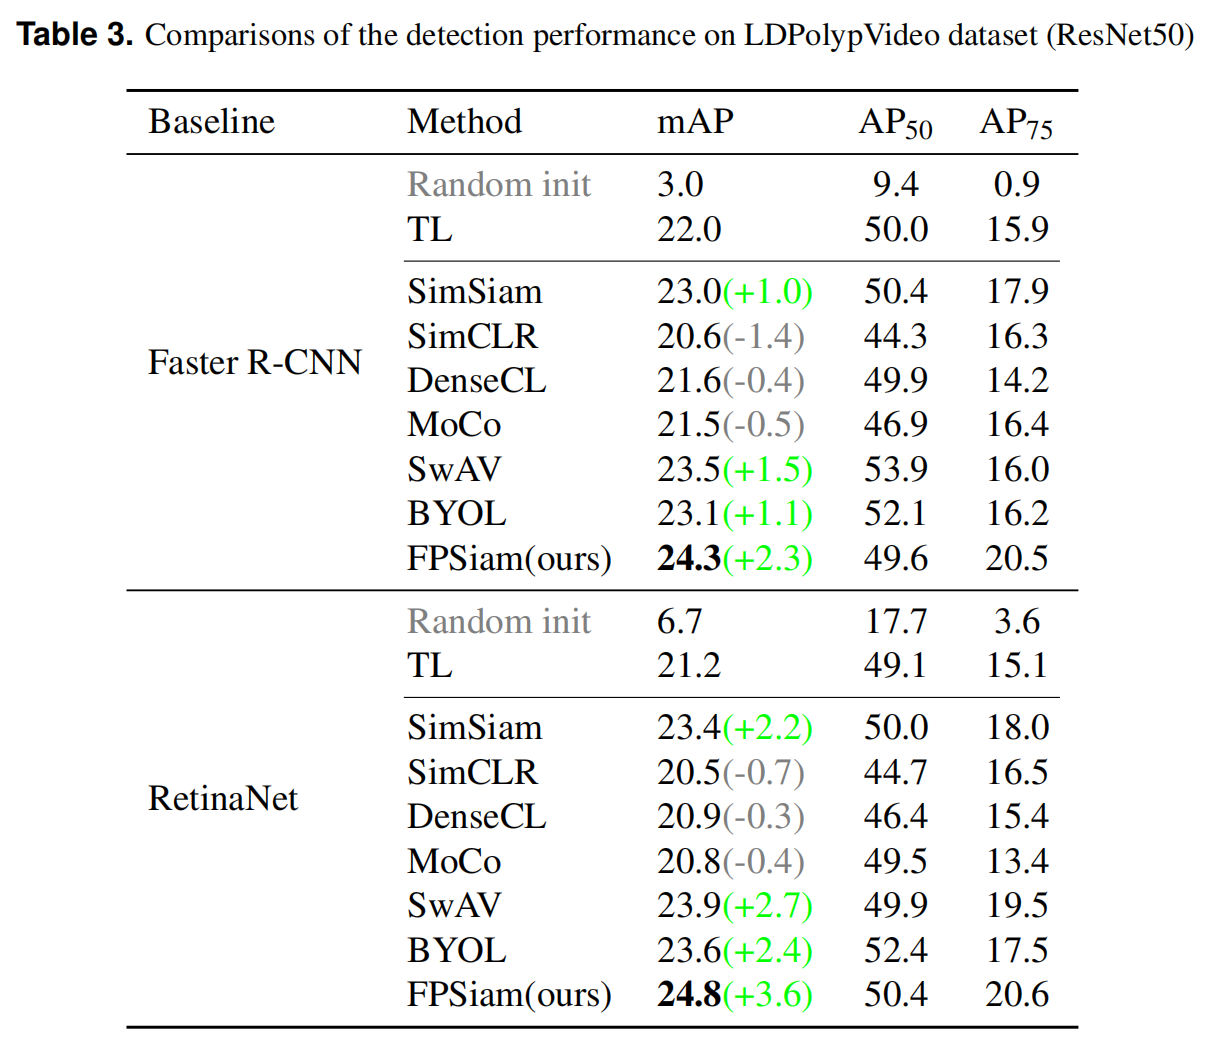 Table 3. Comparisons of the detection performance on LDPolypVideo dataset (ResNet50)
Baseline Method mAP AP50 AP75
Random init 3.0 9.4 0.9
TL 22.0 50.0 15.9
SimSiam 23.0(+1.0) 50.4 17.9
SimCLR 20.6(-1.4) 44.3 16.3
Faster R-CNN
DenseCL 21.6(-0.4) 49.9 14.2
MoCo 21.5(-0.5) 46.9 16.4
SwAV 23.5(+1.5) 53.9 16.0
BYOL 23.1(+1.1) 52.1 16.2
FPSiam(ours) 24.3(+2.3) 49.6 20.5
Random init 6.7 17.7 3.6
TL 21.2 49.1 15.1
SimSiam 23.4(+2.2) 50.0 18.0
SimCLR 20.5(-0.7) 44.7 16.5
RetinaNet
DenseCL 20.9(-0.3) 46.4 15.4
MoCo 20.8(-0.4) 49.5 13.4
SwAV 23.9(+2.7) 49.9 19.5
BYOL 23.6(+2.4) 52.4 17.5
FPSiam(ours) 24.8(+3.6) 50.4 20.6